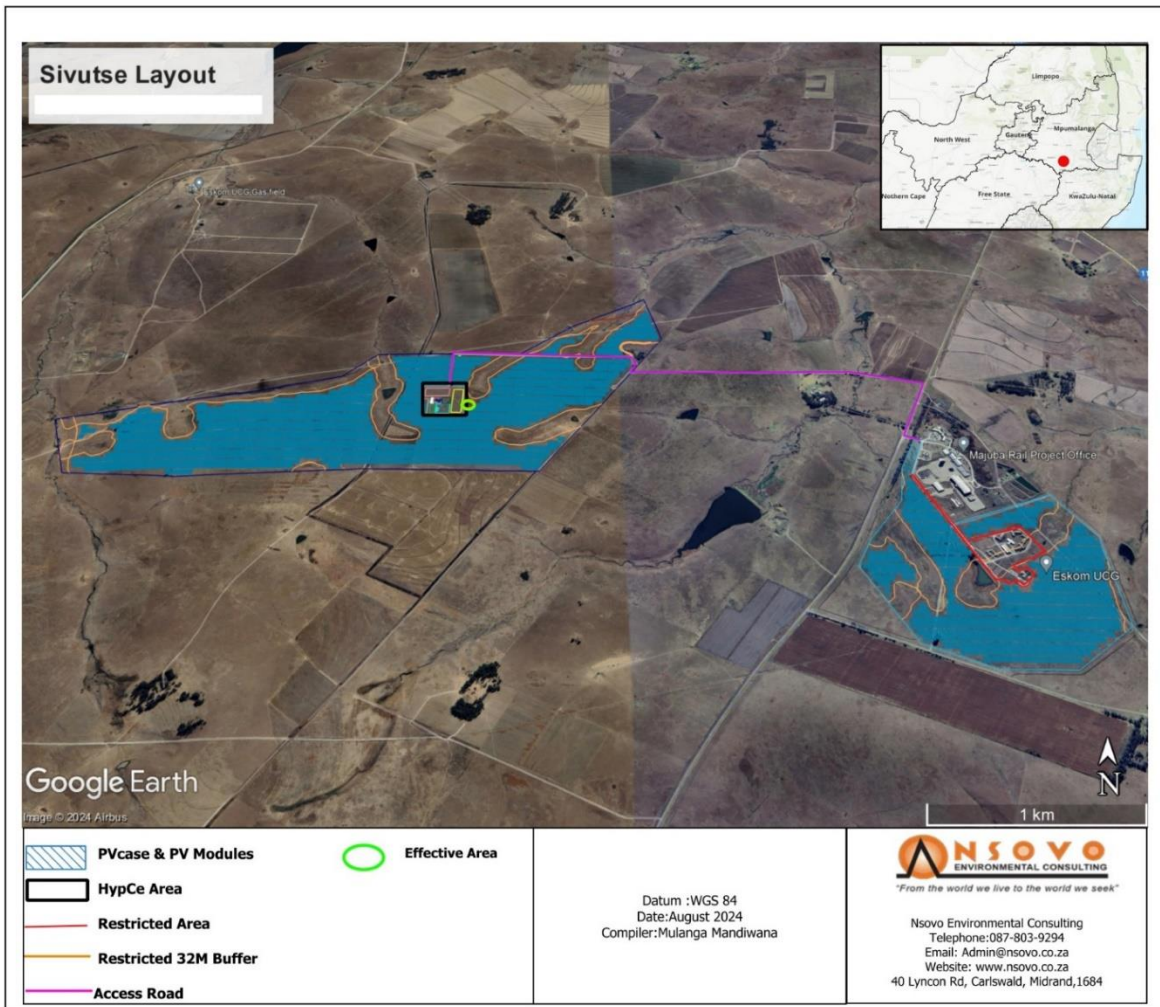 Sivutse Layout
Limpopo
North West
Gauteng
Mpumalanga
Northern Cape
Free State
KwaZulu-Natal
Eskom UCG Gas field
11
Majuba Rail Project Office
Eskom UCG
Google Earth
Image © 2024 Airbus
N
1 km
PVcase & PV Modules
HypCe Area
Restricted Area
Restricted 32M Buffer
Access Road
Effective Area
Datum :WGS 84
Date:August 2024
Compiler:Mulanga Mandiwana
NSOVO
ENVIRONMENTAL CONSULTING
"From the world we live to the world we seek"
Nsovo Environmental Consulting
Telephone:087-803-9294
Email: Admin@nsovo.co.za
Website: www.nsovo.co.za
40 Lyncon Rd, Carlswald, Midrand,1684